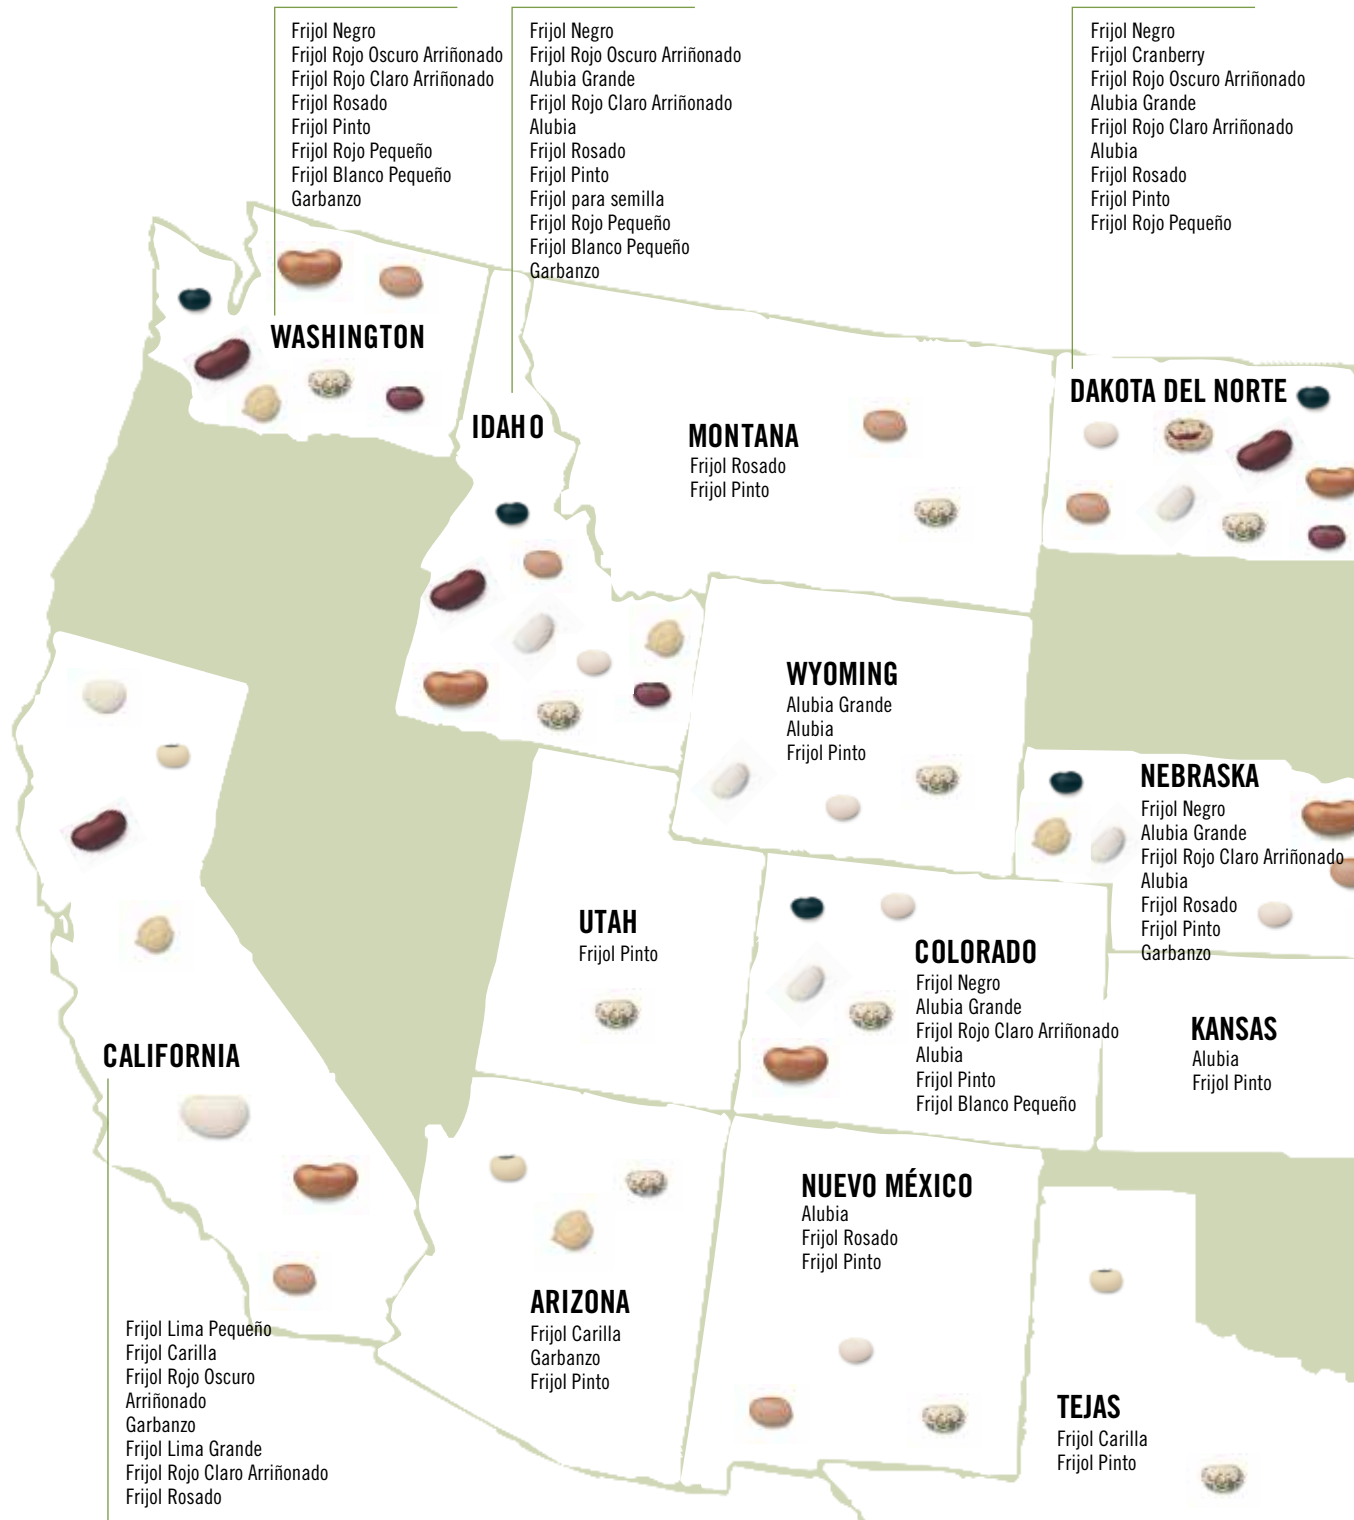 Frijol Negro
Frijol Rojo Oscuro Arriñonado
Frijol Rojo Claro Arriñonado
Frijol Rosado
Frijol Pinto
Frijol Rojo Pequeño
Frijol Blanco Pequeño
Garbanzo
WASHINGTON
Frijol Negro
Frijol Rojo Oscuro Arriñonado
Alubia Grande
Frijol Rojo Claro Arriñonado
Alubia
Frijol Rosado
Frijol Pinto
Frijol para semilla
Frijol Rojo Pequeño
Frijol Blanco Pequeño
Garbanzo
IDAHO
Frijol Negro
Frijol Cranberry
Frijol Rojo Oscuro Arriñonado
Alubia Grande
Frijol Rojo Claro Arriñonado
Alubia
Frijol Rosado
Frijol Pinto
Frijol Rojo Pequeño
DAKOTA DEL NORTE
MONTANA
Frijol Rosado
Frijol Pinto
WYOMING
Alubia Grande
Alubia
Frijol Pinto
NEBRASKA
Frijol Negro
Alubia Grande
Frijol Rojo Claro Arriñonado
Alubia
Frijol Rosado
Frijol Pinto
Garbanzo
UTAH
Frijol Pinto
COLORADO
Frijol Negro
Alubia Grande
Frijol Rojo Claro Arriñonado
Alubia
Frijol Pinto
Frijol Blanco Pequeño
KANSAS
Alubia
Frijol Pinto
CALIFORNIA
Frijol Lima Pequeño
Frijol Carilla
Frijol Rojo Oscuro
Arriñonado
Garbanzo
Frijol Lima Grande
Frijol Rojo Claro Arriñonado
Frijol Rosado
ARIZONA
Frijol Carilla
Garbanzo
Frijol Pinto
NUEVO MÉXICO
Alubia
Frijol Rosado
Frijol Pinto
TEJAS
Frijol Carilla
Frijol Pinto